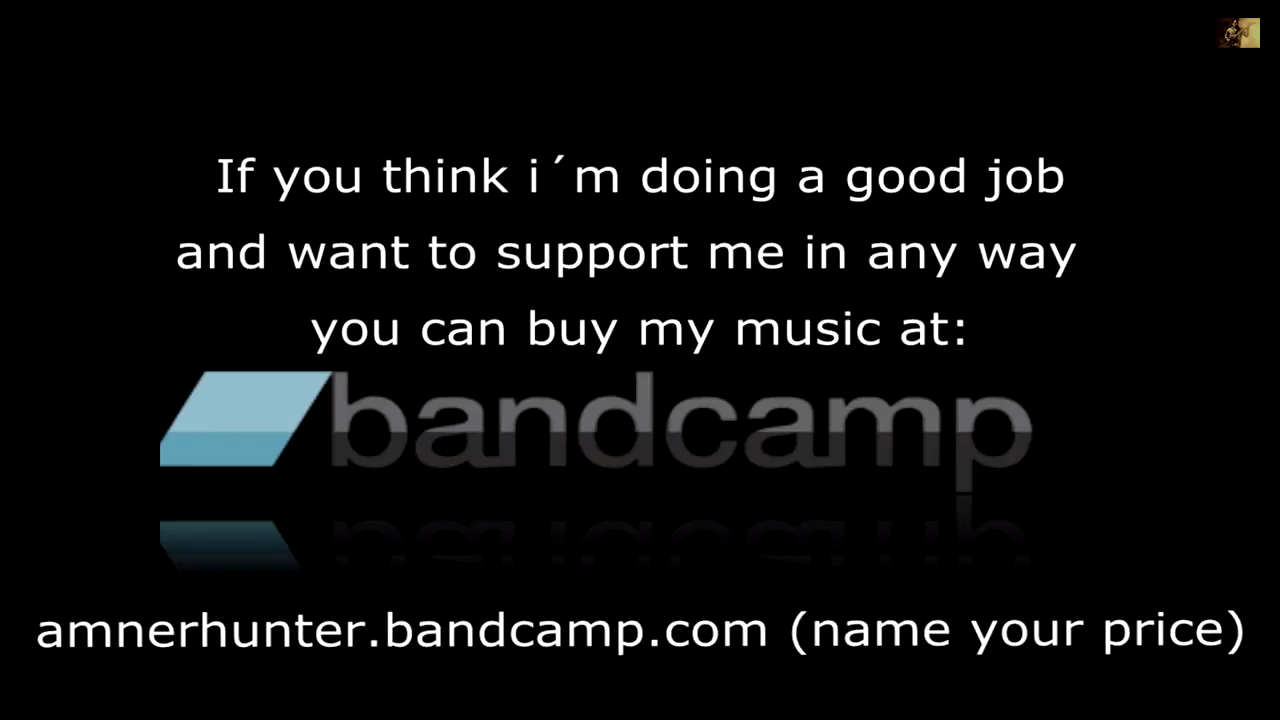 If you think i´m doing a good job
and want to support me in any way
you can buy my music at:
bandcamp
amnerhunter.bandcamp.com (name your price)